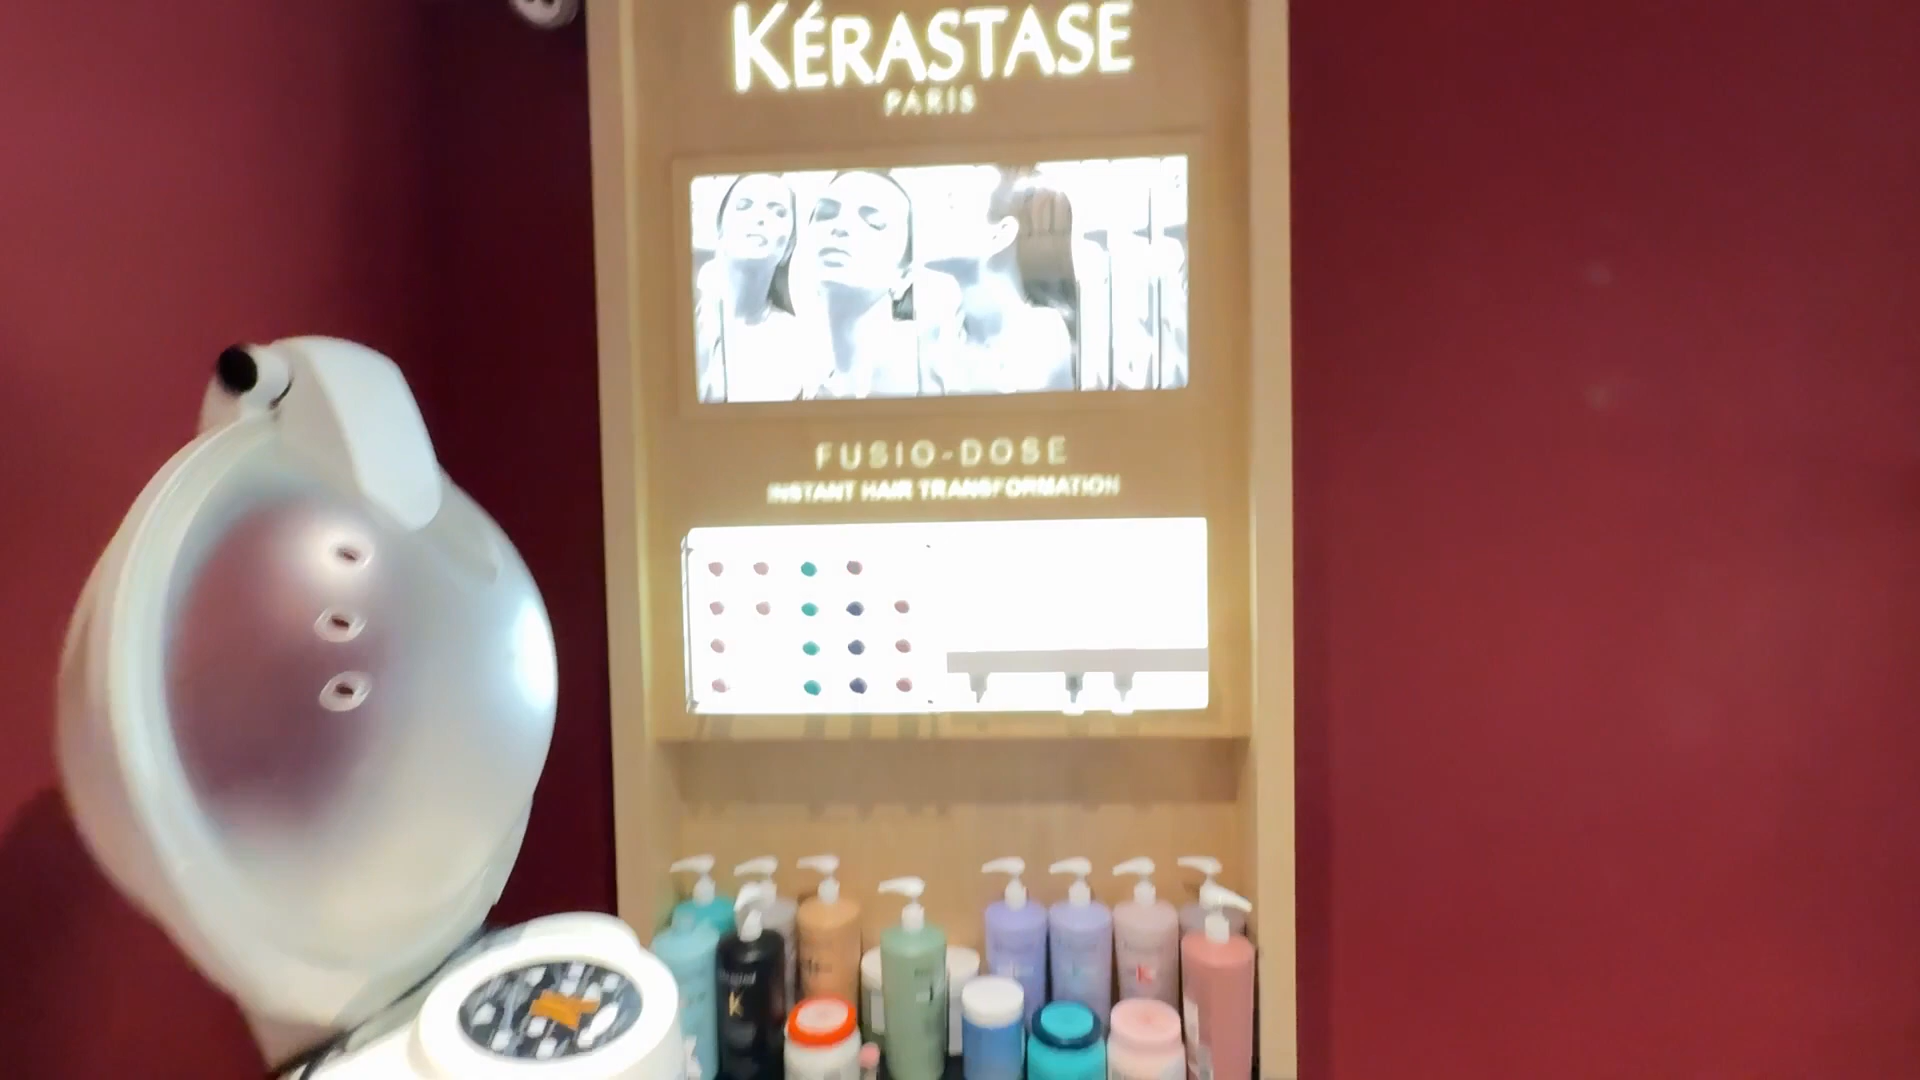 KÉRASTASE
PARIS
FUSIO-DOSE
INSTANT HAIR TRANSFORMATION
K
K